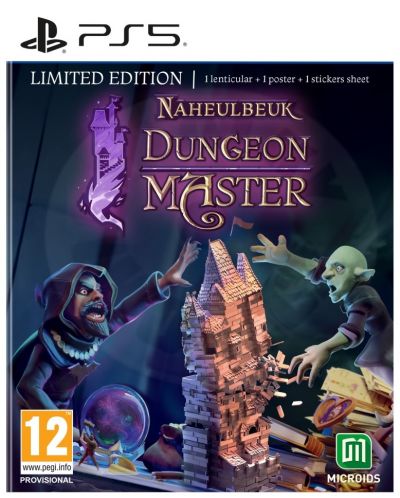 PS5
LIMITED EDITION | 1 lenticular + 1 poster + 1 stickers sheet
NAHEULBEUK
DUNGEON
MASTER
12
www.pegi.info
PROVISIONAL
MICROIDS